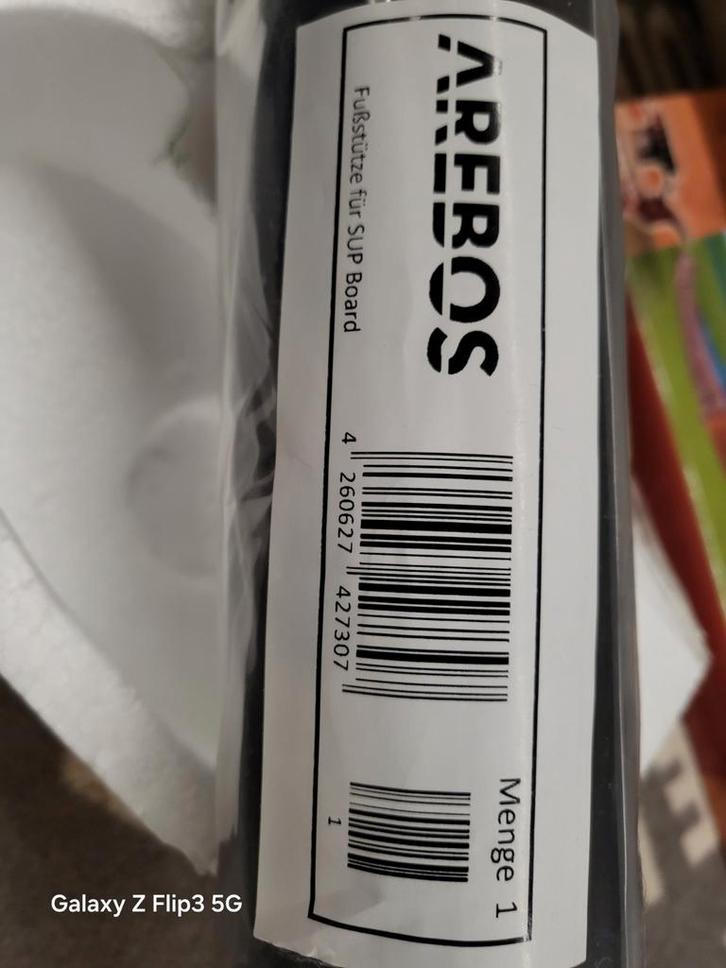 AREBOS
Fußstütze für SUP Board
4 260627 427307
Menge 1
1
Galaxy Z Flip3 5G